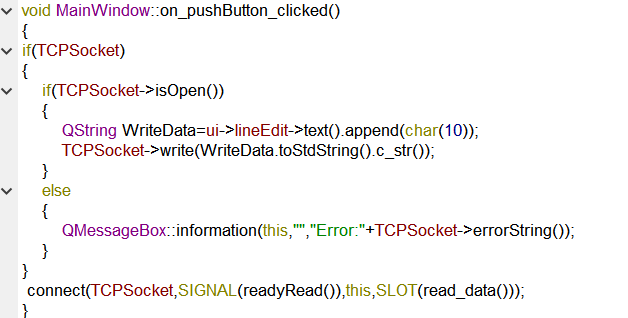 void MainWindow::on_pushButton_clicked()
{
if(TCPSocket)
{
if(TCPSocket->isOpen())
{
QString WriteData=ui->lineEdit->text().append(char(10));
TCPSocket->write(WriteData.toStdString().c_str());
}
else
{
QMessageBox::information(this,"","Error:"+TCPSocket->errorString());
}
}
connect(TCPSocket,SIGNAL(readyRead()),this,SLOT(read_data()));
}